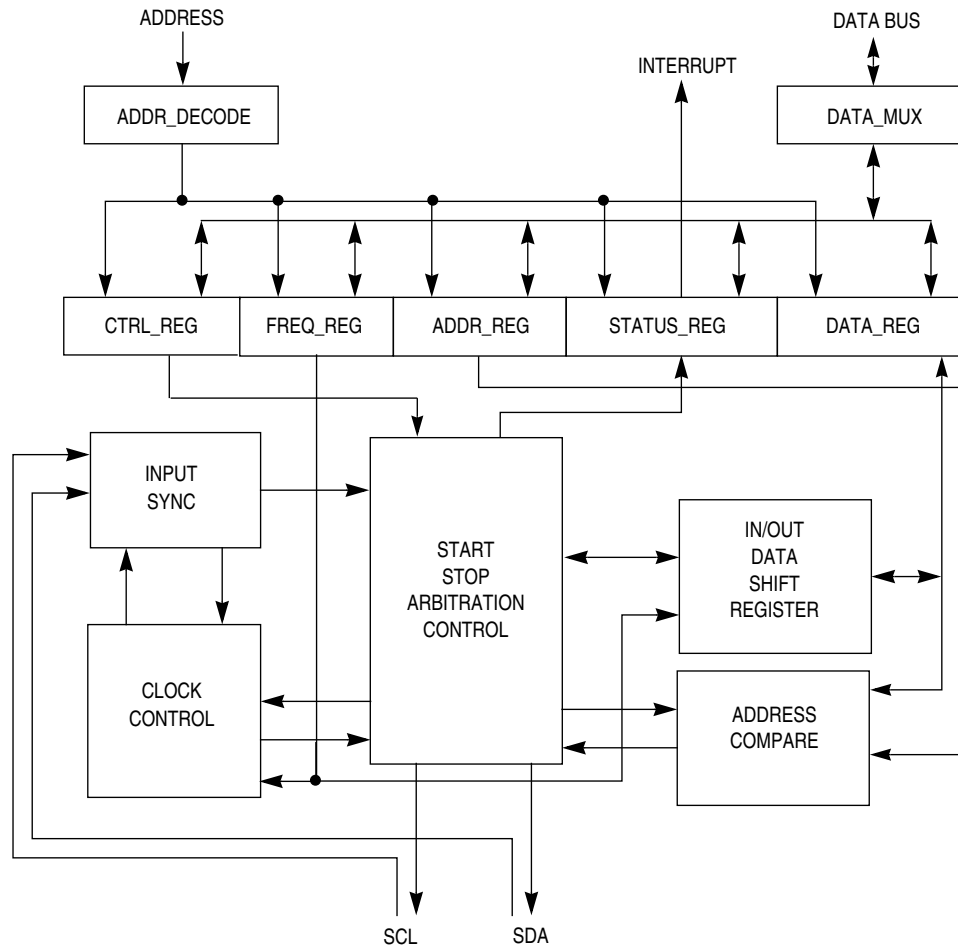 ADDRESS
DATA BUS
INTERRUPT
ADDR_DECODE
DATA_MUX
CTRL_REG
FREQ_REG
ADDR_REG
STATUS_REG
DATA_REG
INPUT
SYNC
START
STOP
ARBITRATION
CONTROL
IN/OUT
DATA
SHIFT
REGISTER
CLOCK
CONTROL
ADDRESS
COMPARE
SCL
SDA